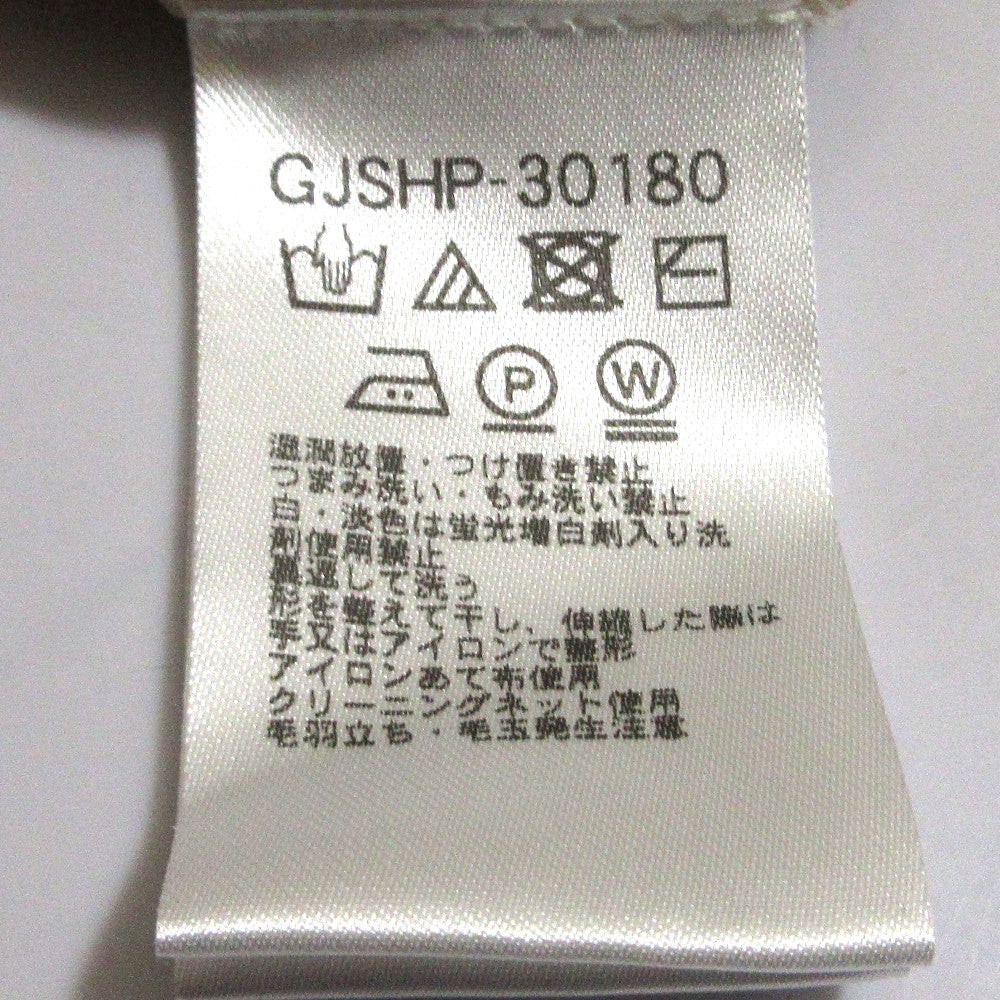 GJSHP-30180
P
W
湿潤放置・つけ置き禁止
つまみ洗い・もみ洗い禁止
白・淡色は蛍光増白剤入り洗
剤使用禁止
裏返して洗う
形を整えて干し、伸縮した際は
手又はアイロンで整形
アイロンあて布使用
クリーニングネット使用
毛羽立ち・毛玉発生注意